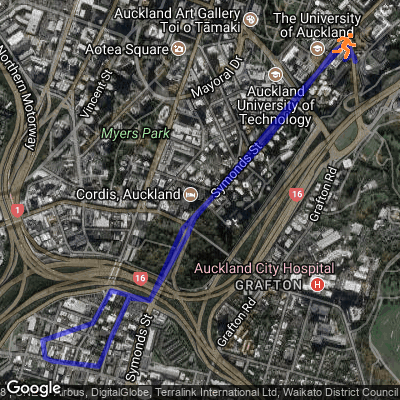 Auckland Art Gallery
Toi o Tāmaki
The University
of Auckland
Aotea Square
Northern Motorway
Vincent St
Mayoral Dr
Auckland
University of
Technology
Myers Park
Symonds St
Cordis, Auckland
16
Grafton Rd
1
16
Auckland City Hospital
GRAFTON
H
Grafton Rd
Symonds St
Google
Airbus, DigitalGlobe, Terralink International Ltd, Waikato District Council